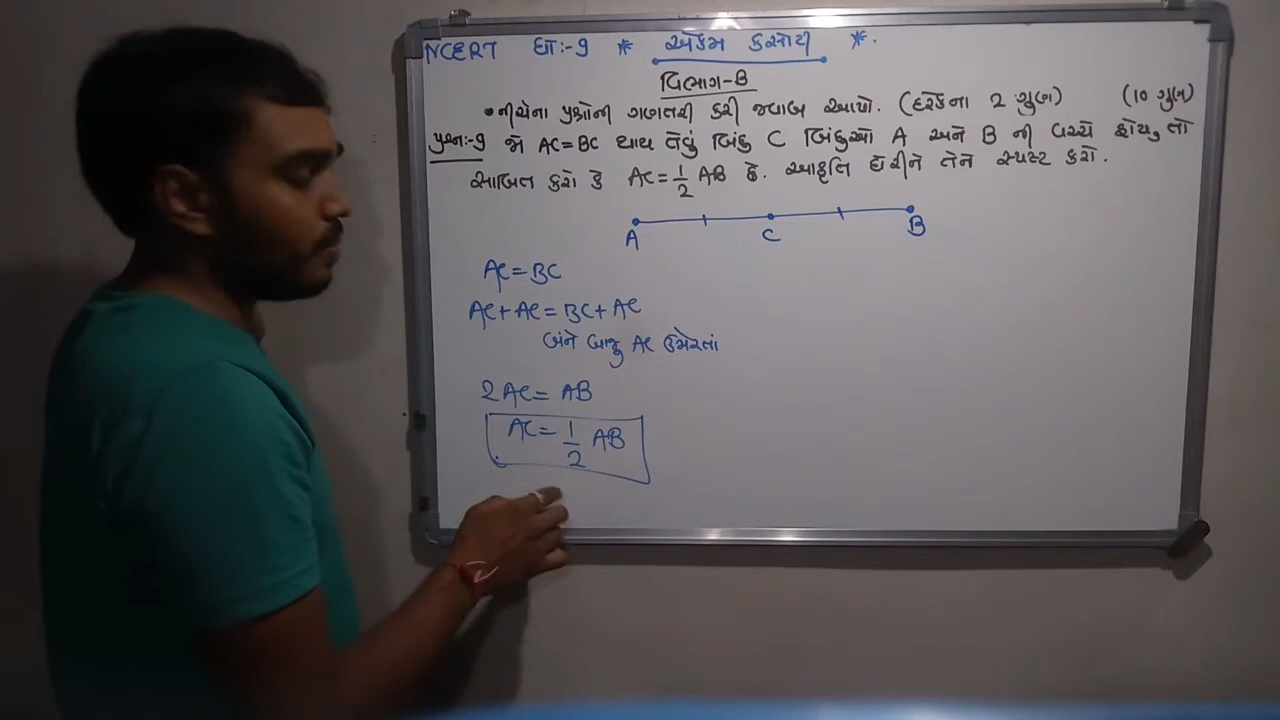 NCERT ધો:-9 * એકમ કસોટી *.
વિભાગ-B
• નીચેના પ્રશ્નોની ગણતરી કરી જવાબ આપો. (દરેકના 2 ગુણ) (10 ગુણ)
પ્રશ્ન:-9 જો AC=BC થાય તેવું બિંદુ C બિંદુઓ A અને B ની વચ્ચે હોય, તો
સાબિત કરો કે AC=1/2 AB છે. આકૃતિ દોરીને તેને સ્પષ્ટ કરો.
A C B
AC=BC
AC+AC=BC+AC
બંને બાજુ AC ઉમેરતાં
2AC=AB
AC=1/2 AB